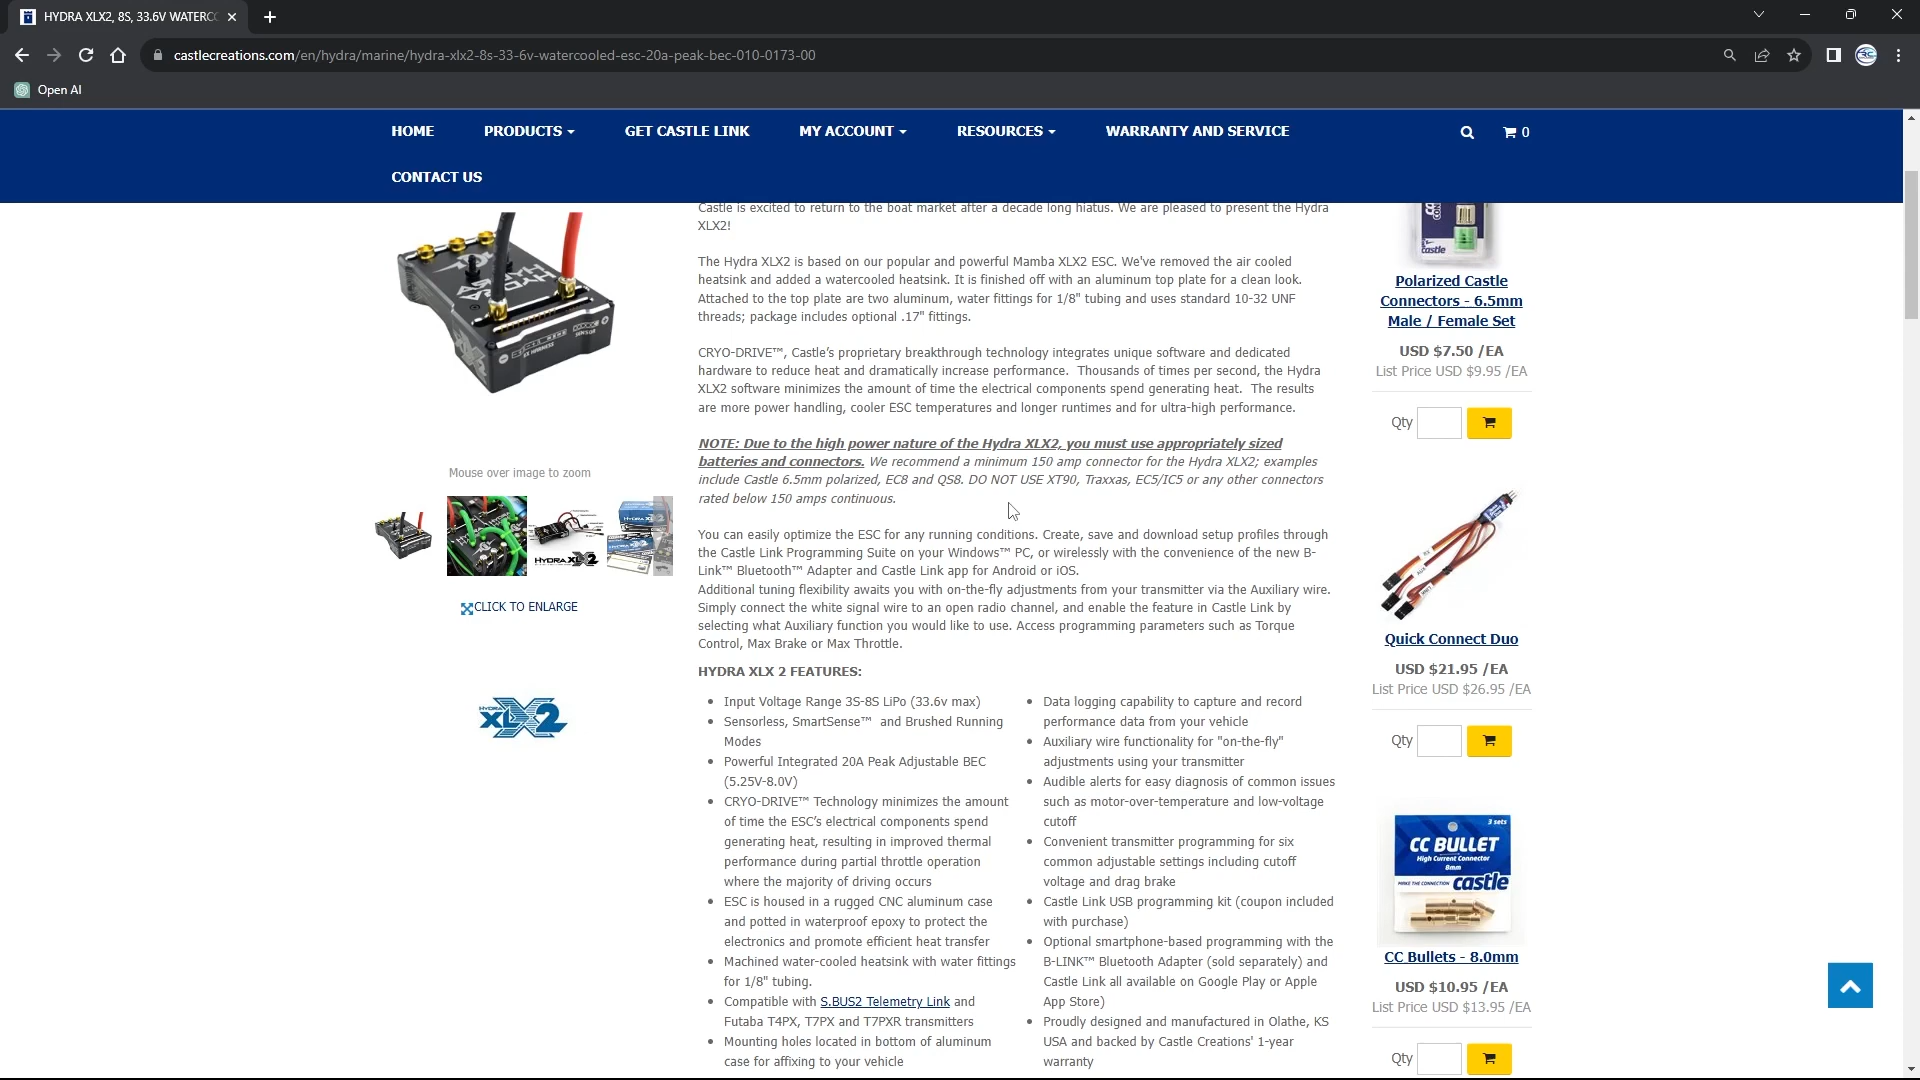 HYDRA XLX2, 8S, 33.6V WATERCO
castlecreations.com/en/hydra/marine/hydra-xlx2-8s-33-6v-watercooled-esc-20a-peak-bec-010-0173-00
Open AI
HOME
PRODUCTS
GET CASTLE LINK
MY ACCOUNT
RESOURCES
WARRANTY AND SERVICE
0
CONTACT US
Castle is excited to return to the boat market after a decade long hiatus. We are pleased to present the Hydra
XLX2!
The Hydra XLX2 is based on our popular and powerful Mamba XLX2 ESC. We've removed the air cooled
heatsink and added a watercooled heatsink. It is finished off with an aluminum top plate for a clean look.
Attached to the top plate are two aluminum, water fittings for 1/8" tubing and uses standard 10-32 UNF
threads; package includes optional .17" fittings.
CRYO-DRIVE™, Castle’s proprietary breakthrough technology integrates unique software and dedicated
hardware to reduce heat and dramatically increase performance. Thousands of times per second, the Hydra
XLX2 software minimizes the amount of time the electrical components spend generating heat. The results
are more power handling, cooler ESC temperatures and longer runtimes and for ultra-high performance.
NOTE: Due to the high power nature of the Hydra XLX2, you must use appropriately sized
batteries and connectors. We recommend a minimum 150 amp connector for the Hydra XLX2; examples
include Castle 6.5mm polarized, EC8 and QS8. DO NOT USE XT90, Traxxas, EC5/IC5 or any other connectors
rated below 150 amps continuous.
You can easily optimize the ESC for any running conditions. Create, save and download setup profiles through
the Castle Link Programming Suite on your Windows™ PC, or wirelessly with the convenience of the new B-
Link™ Bluetooth™ Adapter and Castle Link app for Android or iOS.
Additional tuning flexibility awaits you with on-the-fly adjustments from your transmitter via the Auxiliary wire.
Simply connect the white signal wire to an open radio channel, and enable the feature in Castle Link by
selecting what Auxiliary function you would like to use. Access programming parameters such as Torque
Control, Max Brake or Max Throttle.
HYDRA XLX 2 FEATURES:
Input Voltage Range 3S-8S LiPo (33.6v max)
Sensorless, SmartSense™ and Brushed Running
Modes
Powerful Integrated 20A Peak Adjustable BEC
(5.25V-8.0V)
CRYO-DRIVE™ Technology minimizes the amount
of time the ESC’s electrical components spend
generating heat, resulting in improved thermal
performance during partial throttle operation
where the majority of driving occurs
ESC is housed in a rugged CNC aluminum case
and potted in waterproof epoxy to protect the
electronics and promote efficient heat transfer
Machined water-cooled heatsink with water fittings
for 1/8" tubing.
Compatible with S.BUS2 Telemetry Link and
Futaba T4PX, T7PX and T7PXR transmitters
Mounting holes located in bottom of aluminum
case for affixing to your vehicle
Data logging capability to capture and record
performance data from your vehicle
Auxiliary wire functionality for "on-the-fly"
adjustments using your transmitter
Audible alerts for easy diagnosis of common issues
such as motor-over-temperature and low-voltage
cutoff
Convenient transmitter programming for six
common adjustable settings including cutoff
voltage and drag brake
Castle Link USB programming kit (coupon included
with purchase)
Optional smartphone-based programming with the
B-LINK™ Bluetooth Adapter (sold separately) and
Castle Link all available on Google Play or Apple
App Store)
Proudly designed and manufactured in Olathe, KS
USA and backed by Castle Creations' 1-year
warranty
Mouse over image to zoom
HYDRA XLX2
CLICK TO ENLARGE
HYDRA
XLX2
castle
Polarized Castle
Connectors - 6.5mm
Male / Female Set
USD $7.50 /EA
List Price USD $9.95 /EA
Qty
Quick Connect Duo
USD $21.95 /EA
List Price USD $26.95 /EA
Qty
3 sets
CC BULLET
High Current Connector
8mm
MAKE THE CONNECTION castle
CC Bullets - 8.0mm
USD $10.95 /EA
List Price USD $13.95 /EA
Qty